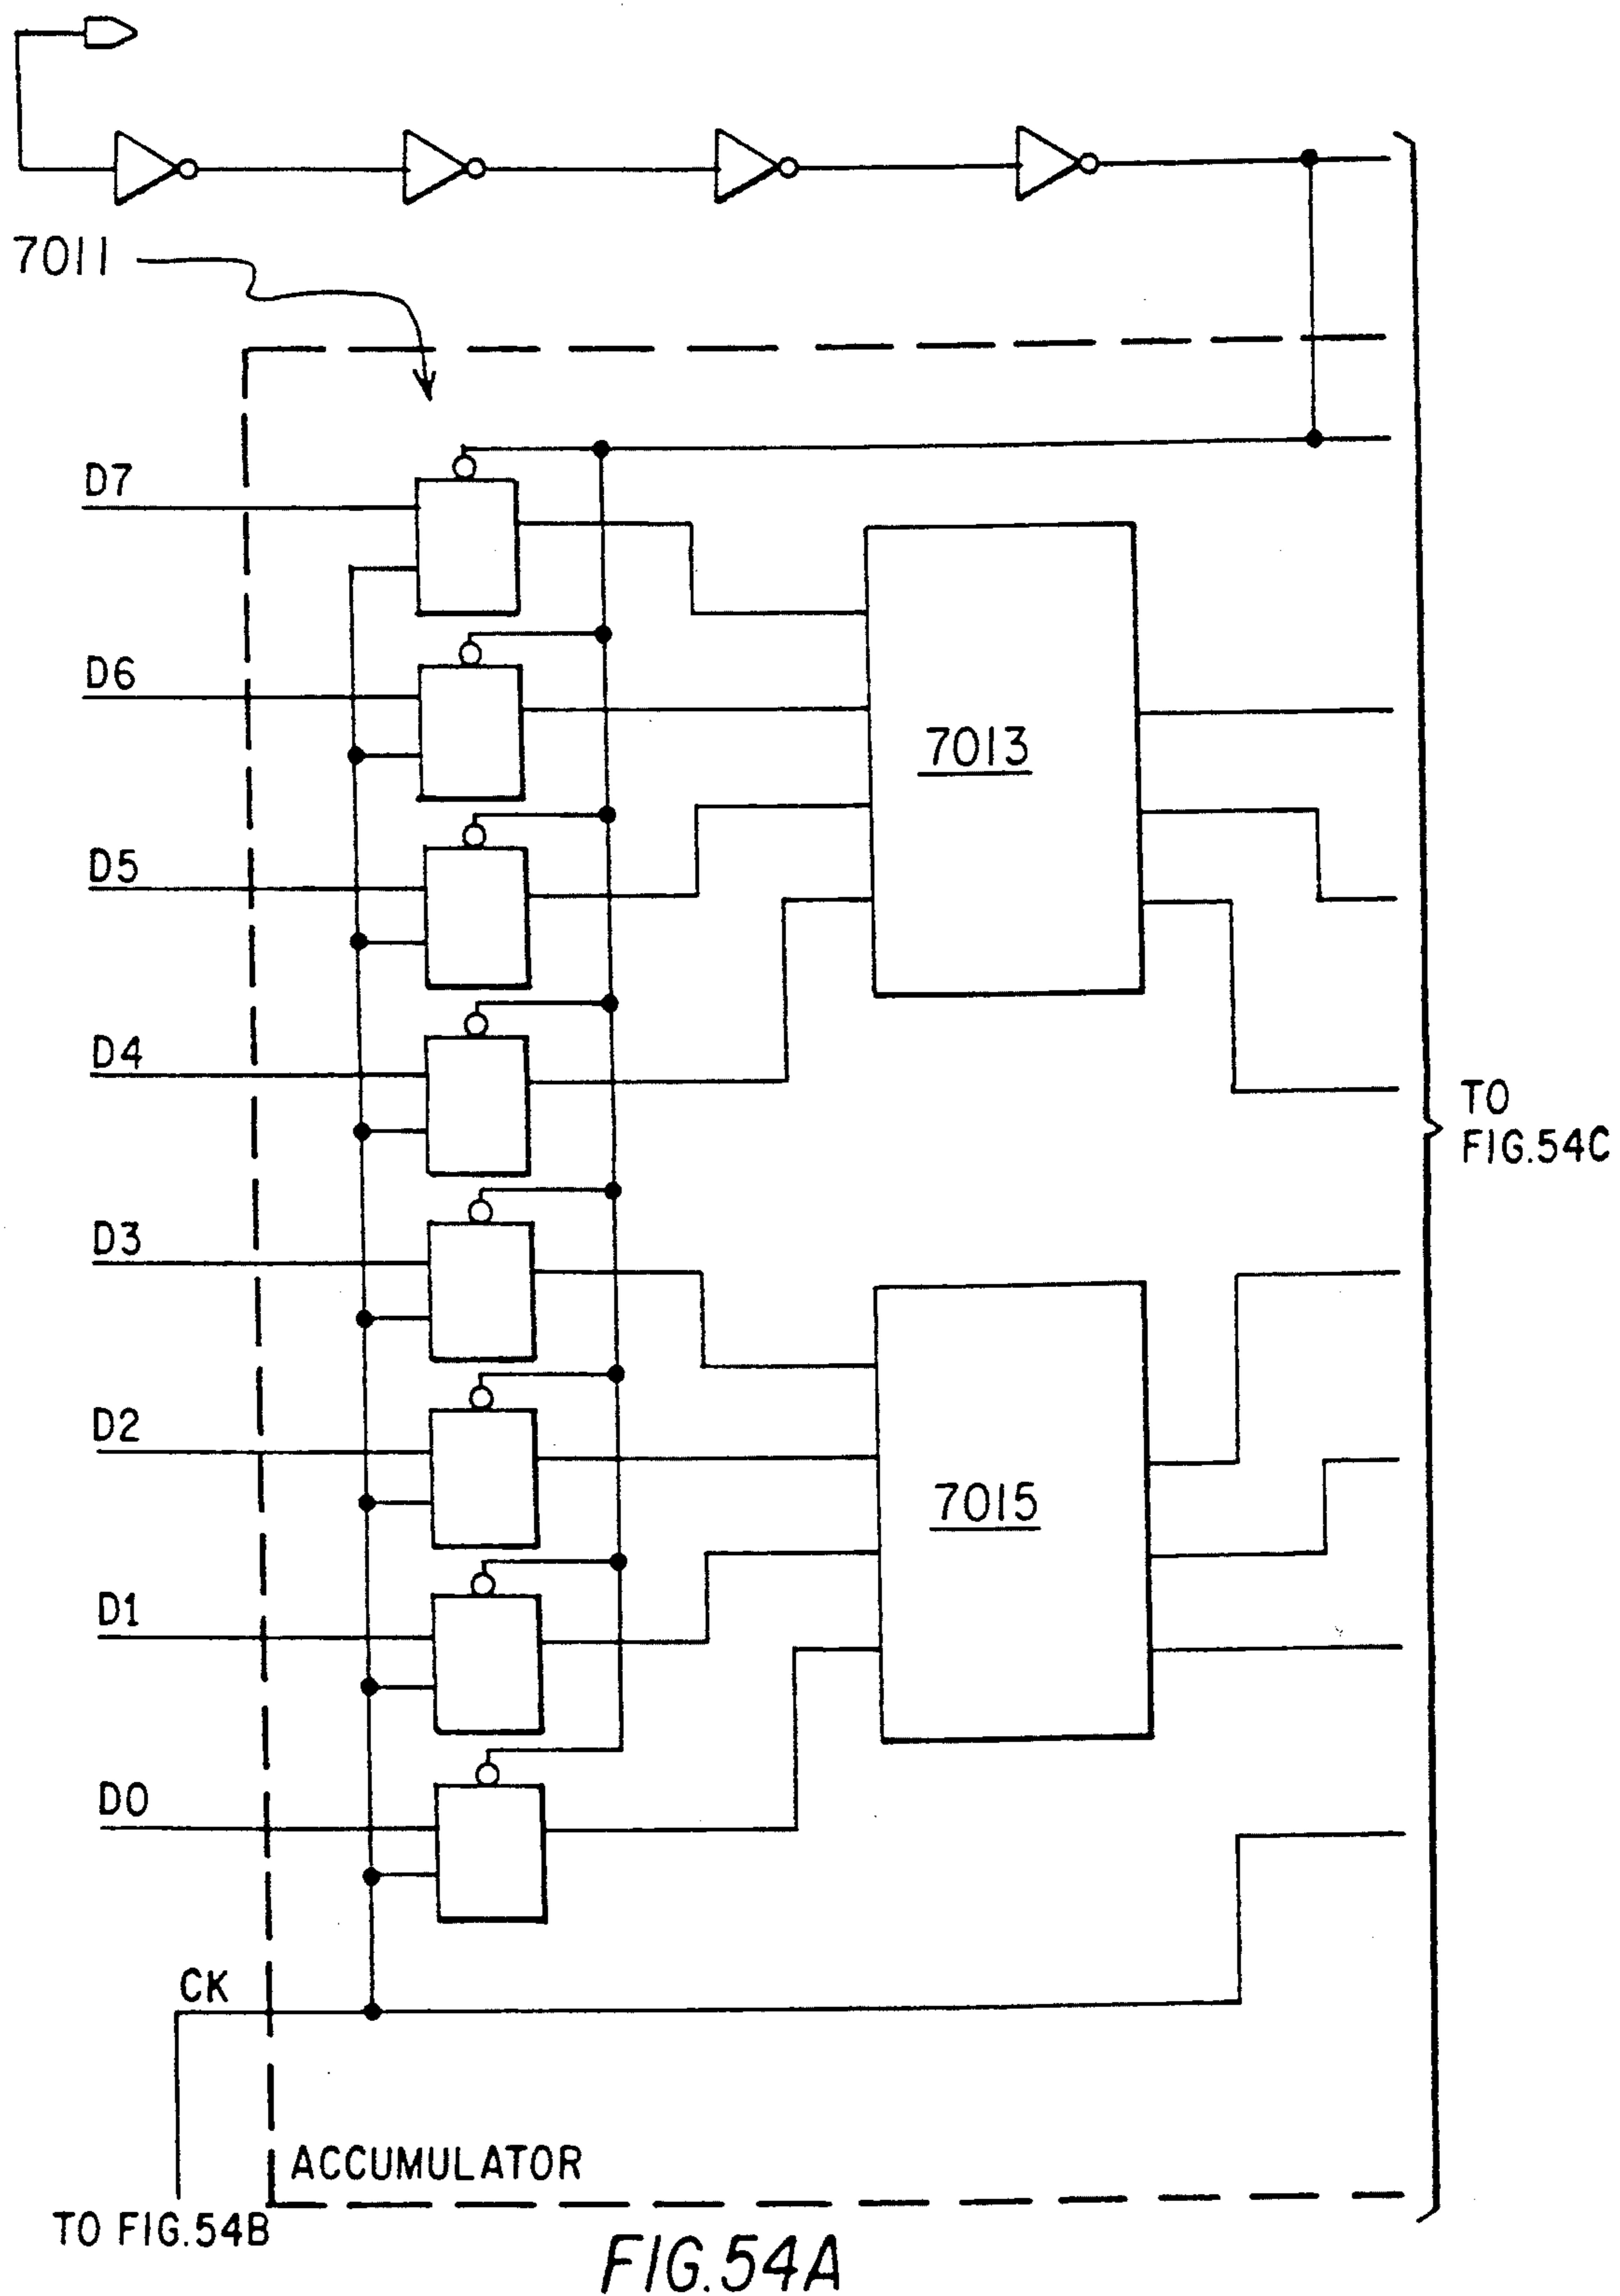 7011
D7
D6
7013
D5
D4
TO
FIG.54C
D3
D2
7015
D1
D0
CK
ACCUMULATOR
TO FIG.54B
FIG.54A